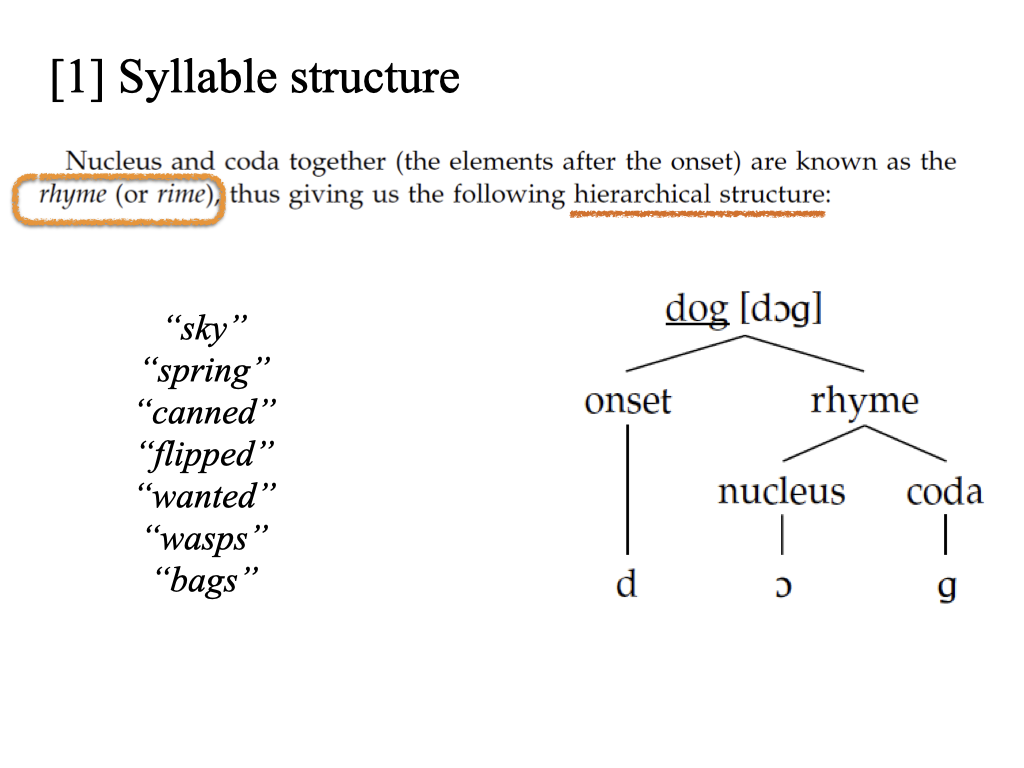 [1] Syllable structure
Nucleus and coda together (the elements after the onset) are known as the
rhyme (or rime), thus giving us the following hierarchical structure:
“sky”
“spring”
“canned”
“flipped”
“wanted”
“wasps”
“bags”
dog [dɔɡ]
onset rhyme
nucleus coda
d ɔ ɡ